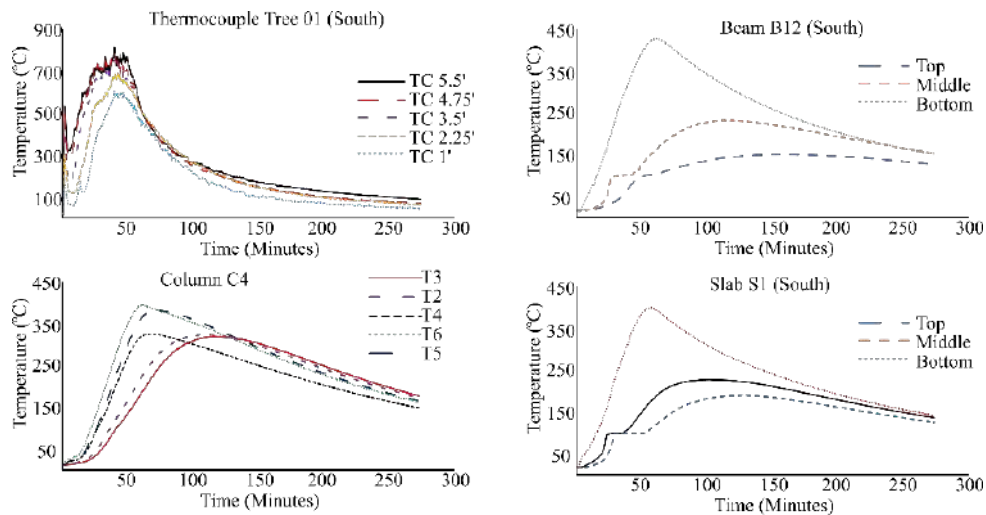 Thermocouple Tree 01 (South)
900
700
500
300
100
Temperature (°C)
TC 5.5'
TC 4.75'
TC 3.5'
TC 2.25'
TC 1'
50 100 150 200 250 300
Time (Minutes)
Beam B12 (South)
450
350
250
150
50
Temperature (°C)
Top
Middle
Bottom
50 100 150 200 250 300
Time (Minutes)
Column C4
450
350
250
150
50
Temperature (°C)
T3
T2
T4
T6
T5
50 100 150 200 250 300
Time (Minutes)
Slab S1 (South)
450
350
250
150
50
Temperature (°C)
Top
Middle
Bottom
50 100 150 200 250 300
Time (Minutes)